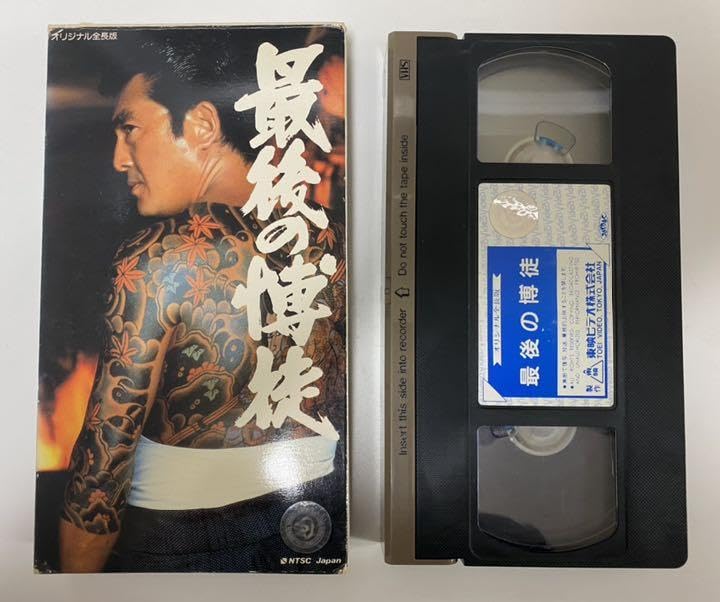 オリジナル全長版
最後の博徒
NTSC Japan
VHS
Insert this side into recorder
Do not touch the tape inside
オリジナル全長版
最後の博徒
製作
東映ビデオ株式会社
TOEI VIDEO, TOKYO, JAPAN